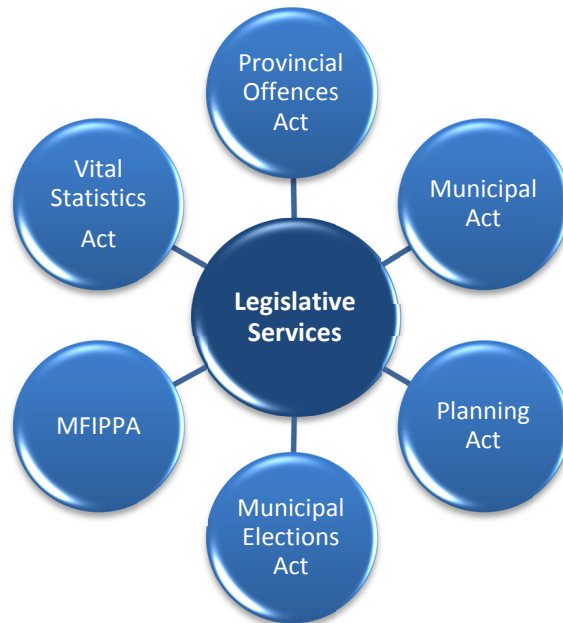 Provincial
Offences
Act
Municipal
Act
Planning
Act
Municipal
Elections
Act
MFIPPA
Vital
Statistics
Act
Legislative
Services